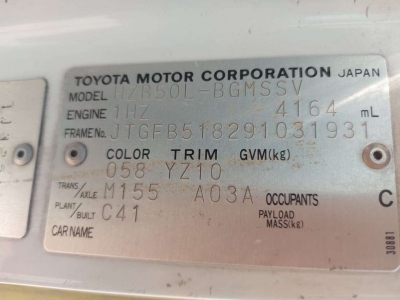 TOYOTA MOTOR CORPORATION JAPAN
MODEL HZB50L-BGMSSV
ENGINE 1HZ 4164 mL
FRAME No. JTGFB518291031931
COLOR TRIM GVM(kg)
058 YZ10
TRANS/AXLE M155 A03A OCCUPANTS
PLANT/BUILT C41 PAYLOAD MASS(kg) C
CAR NAME
30881